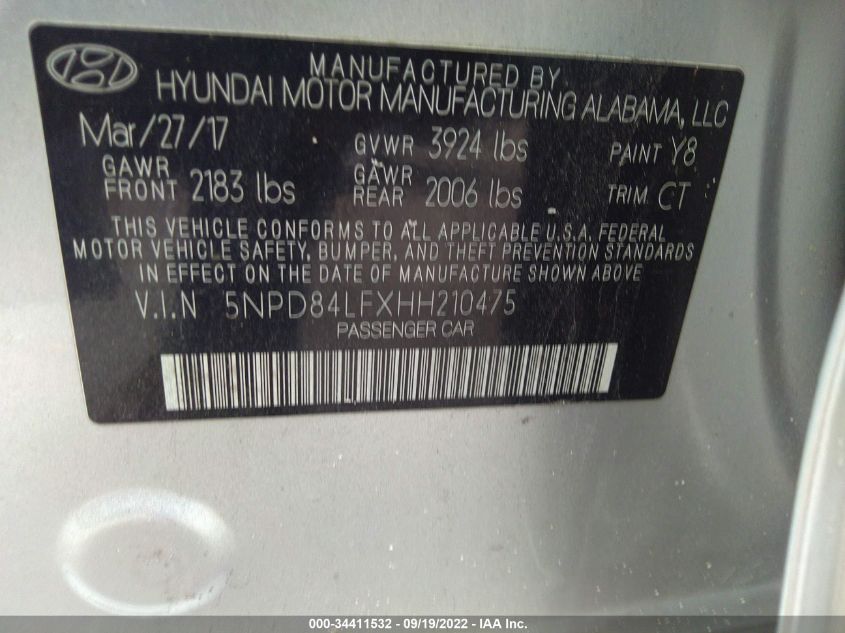 MANUFACTURED BY
HYUNDAI MOTOR MANUFACTURING ALABAMA, LLC
Mar/27/17 GVWR 3924 lbs PAINT Y8
GAWR FRONT 2183 lbs GAWR REAR 2006 lbs TRIM CT
THIS VEHICLE CONFORMS TO ALL APPLICABLE U.S.A. FEDERAL
MOTOR VEHICLE SAFETY, BUMPER, AND THEFT PREVENTION STANDARDS
IN EFFECT ON THE DATE OF MANUFACTURE SHOWN ABOVE
V.I.N 5NPD84LFXHH210475
PASSENGER CAR
000-34411532 - 09/19/2022 - IAA Inc.